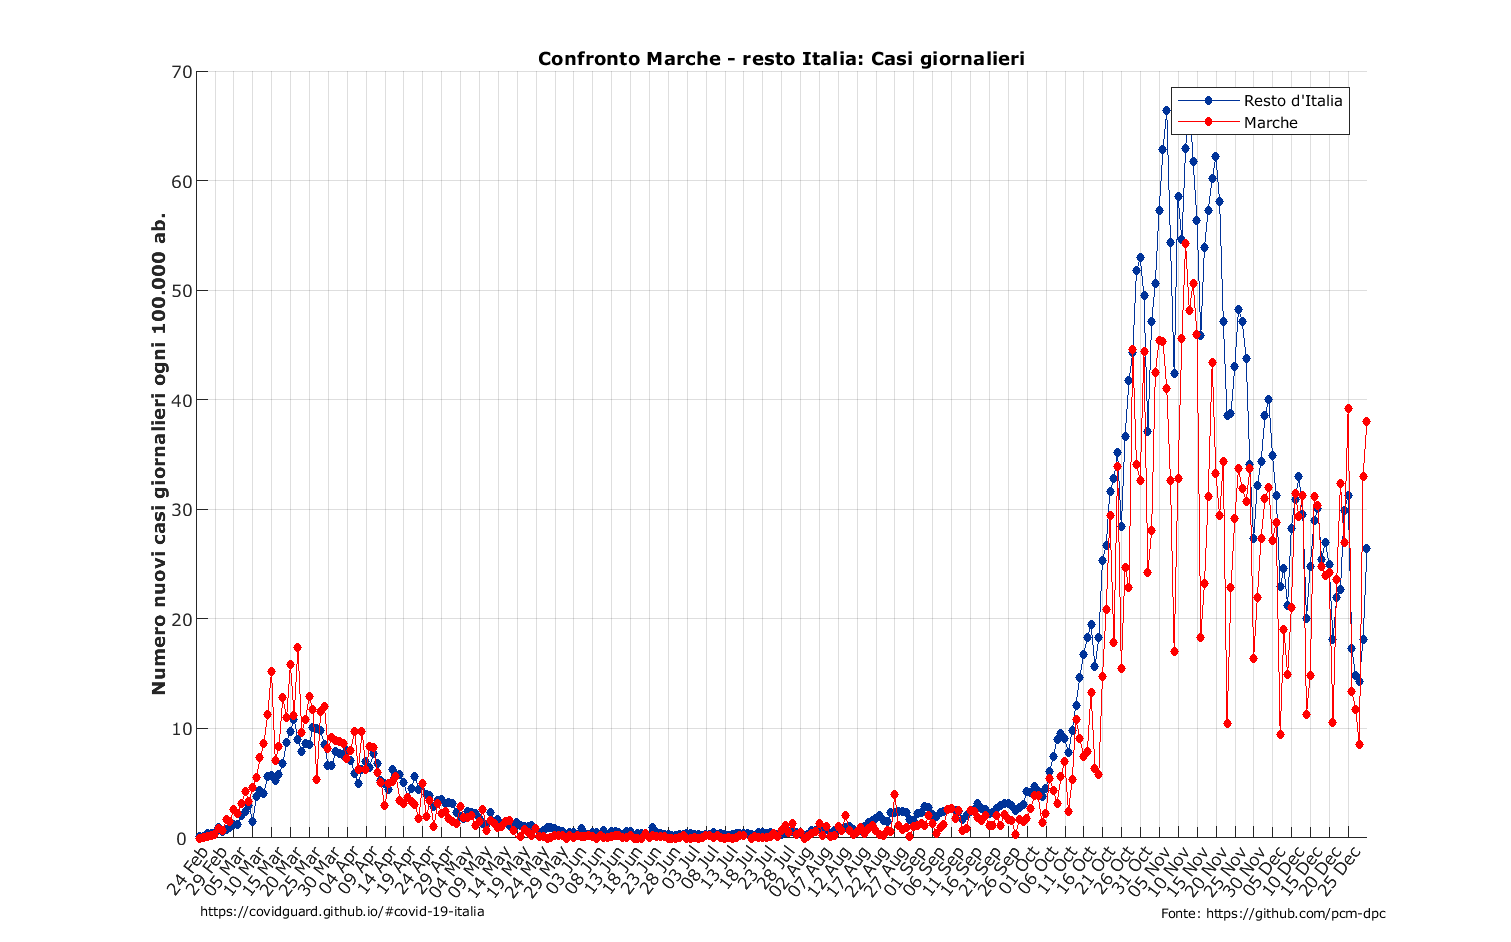 Confronto Marche - resto Italia: Casi giornalieri
Resto d'Italia
Marche
Numero nuovi casi giornalieri ogni 100.000 ab.
70
60
50
40
30
20
10
0
24 Feb
29 Feb
05 Mar
10 Mar
15 Mar
20 Mar
25 Mar
30 Mar
04 Apr
09 Apr
14 Apr
19 Apr
24 Apr
29 Apr
04 May
09 May
14 May
19 May
24 May
29 May
03 Jun
08 Jun
13 Jun
18 Jun
23 Jun
28 Jun
03 Jul
08 Jul
13 Jul
18 Jul
23 Jul
28 Jul
02 Aug
07 Aug
12 Aug
17 Aug
22 Aug
27 Aug
01 Sep
06 Sep
11 Sep
16 Sep
21 Sep
26 Sep
01 Oct
06 Oct
11 Oct
16 Oct
21 Oct
26 Oct
31 Oct
05 Nov
10 Nov
15 Nov
20 Nov
25 Nov
30 Nov
05 Dec
10 Dec
15 Dec
20 Dec
25 Dec
https://covidguard.github.io/#covid-19-italia
Fonte: https://github.com/pcm-dpc